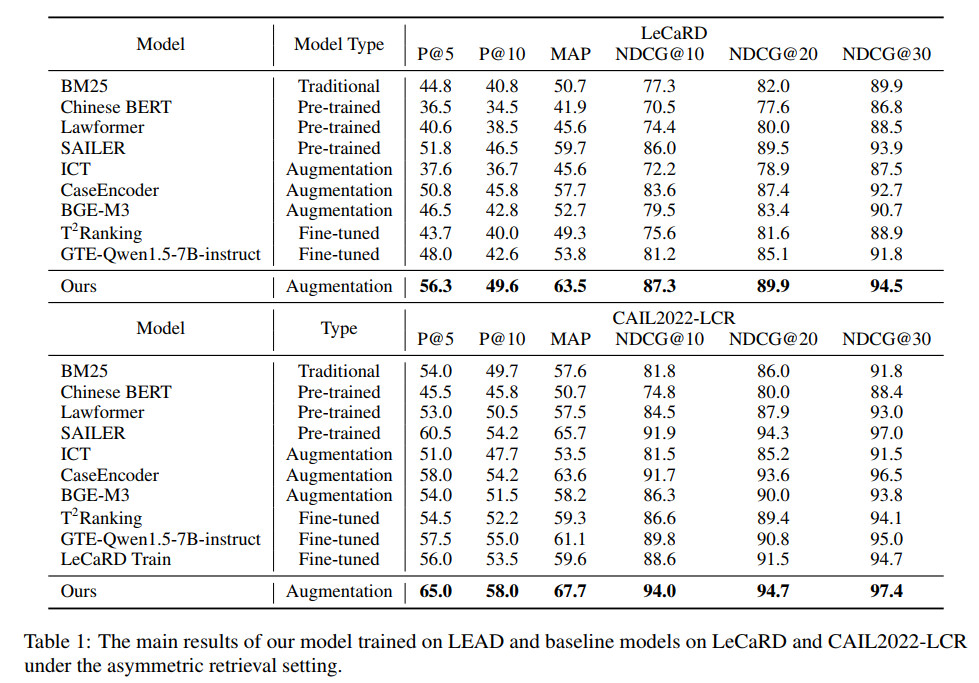 Model Model Type LeCaRD
P@5 P@10 MAP NDCG@10 NDCG@20 NDCG@30
BM25 Traditional 44.8 40.8 50.7 77.3 82.0 89.9
Chinese BERT Pre-trained 36.5 34.5 41.9 70.5 77.6 86.8
Lawformer Pre-trained 40.6 38.5 45.6 74.4 80.0 88.5
SAILER Pre-trained 51.8 46.5 59.7 86.0 89.5 93.9
ICT Augmentation 37.6 36.7 45.6 72.2 78.9 87.5
CaseEncoder Augmentation 50.8 45.8 57.7 83.6 87.4 92.7
BGE-M3 Augmentation 46.5 42.8 52.7 79.5 83.4 90.7
T²Ranking Fine-tuned 43.7 40.0 49.3 75.6 81.6 88.9
GTE-Qwen1.5-7B-instruct Fine-tuned 48.0 42.6 53.8 81.2 85.1 91.8
Ours Augmentation 56.3 49.6 63.5 87.3 89.9 94.5
Model Type CAIL2022-LCR
P@5 P@10 MAP NDCG@10 NDCG@20 NDCG@30
BM25 Traditional 54.0 49.7 57.6 81.8 86.0 91.8
Chinese BERT Pre-trained 45.5 45.8 50.7 74.8 80.0 88.4
Lawformer Pre-trained 53.0 50.5 57.5 84.5 87.9 93.0
SAILER Pre-trained 60.5 54.2 65.7 91.9 94.3 97.0
ICT Augmentation 51.0 47.7 53.5 81.5 85.2 91.5
CaseEncoder Augmentation 58.0 54.2 63.6 91.7 93.6 96.5
BGE-M3 Augmentation 54.0 51.5 58.2 86.3 90.0 93.8
T²Ranking Fine-tuned 54.5 52.2 59.3 86.6 89.4 94.1
GTE-Qwen1.5-7B-instruct Fine-tuned 57.5 55.0 61.1 89.8 90.8 95.0
LeCaRD Train Fine-tuned 56.0 53.5 59.6 88.6 91.5 94.7
Ours Augmentation 65.0 58.0 67.7 94.0 94.7 97.4
Table 1: The main results of our model trained on LEAD and baseline models on LeCaRD and CAIL2022-LCR
under the asymmetric retrieval setting.